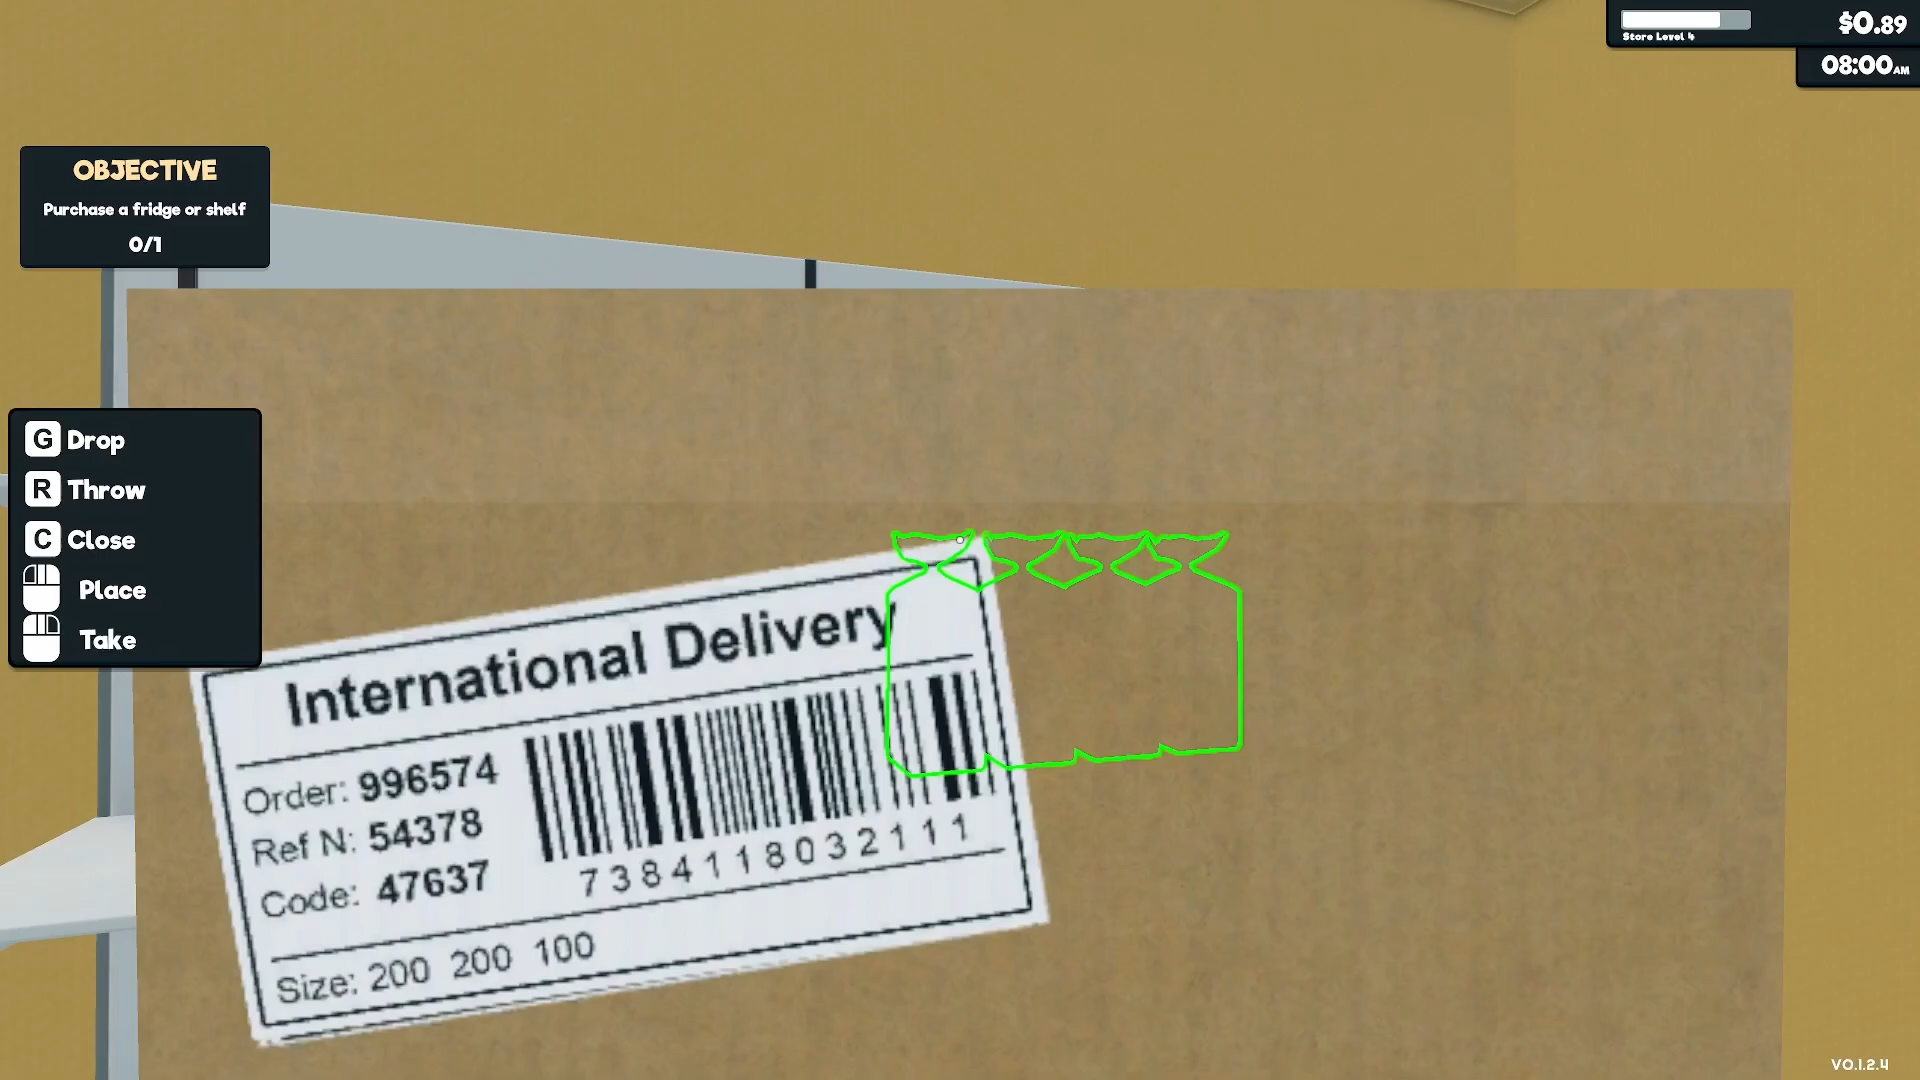 $0.89
Store Level 4
08:00AM
OBJECTIVE
Purchase a fridge or shelf
0/1
G Drop
R Throw
C Close
Place
Take
International Delivery
Order: 996574
Ref N: 54378
Code: 47637
7384118032111
Size: 200 200 100
V0.1.2.4